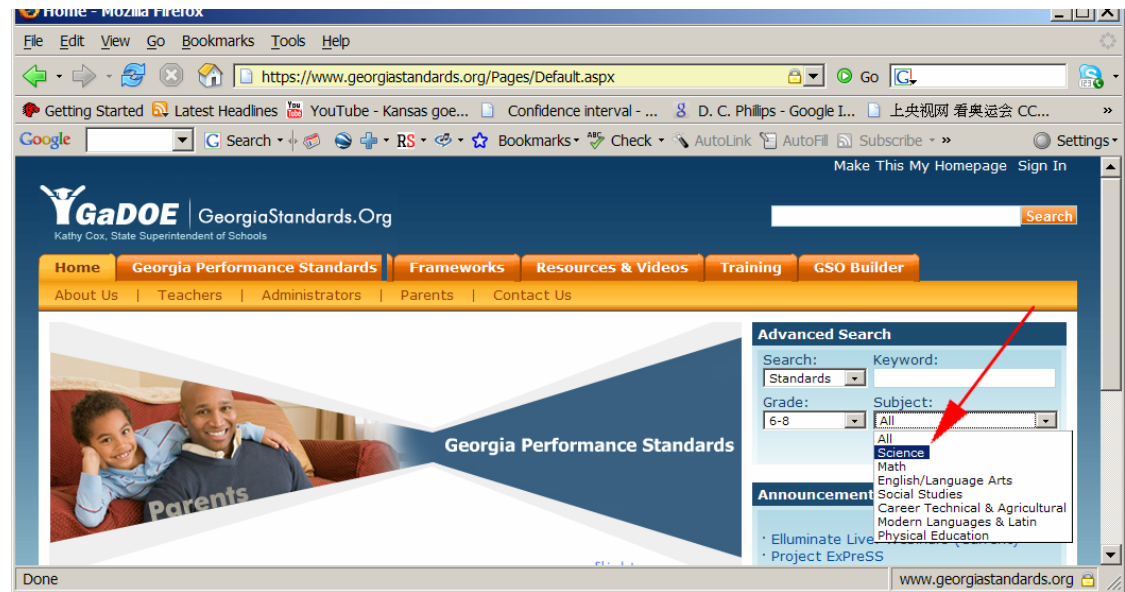 Home - Mozilla Firefox
File Edit View Go Bookmarks Tools Help
https://www.georgiastandards.org/Pages/Default.aspx Go
Getting Started Latest Headlines YouTube - Kansas goe... Confidence interval - ... D. C. Phillips - Google I... 上央视网 看奥运会 CC... »
Google Search RS Bookmarks Check AutoLink AutoFill Subscribe » Settings
Make This My Homepage Sign In
GaDOE GeorgiaStandards.Org
Kathy Cox, State Superintendent of Schools
Search
Home Georgia Performance Standards Frameworks Resources & Videos Training GSO Builder
About Us | Teachers | Administrators | Parents | Contact Us
Parents
Georgia Performance Standards
Advanced Search
Search: Keyword:
Standards
Grade: Subject:
6-8 All
All
Science
Math
English/Language Arts
Social Studies
Career Technical & Agricultural
Modern Languages & Latin
Physical Education
Announcement
· Elluminate Live
· Project ExPreSS
Done www.georgiastandards.org